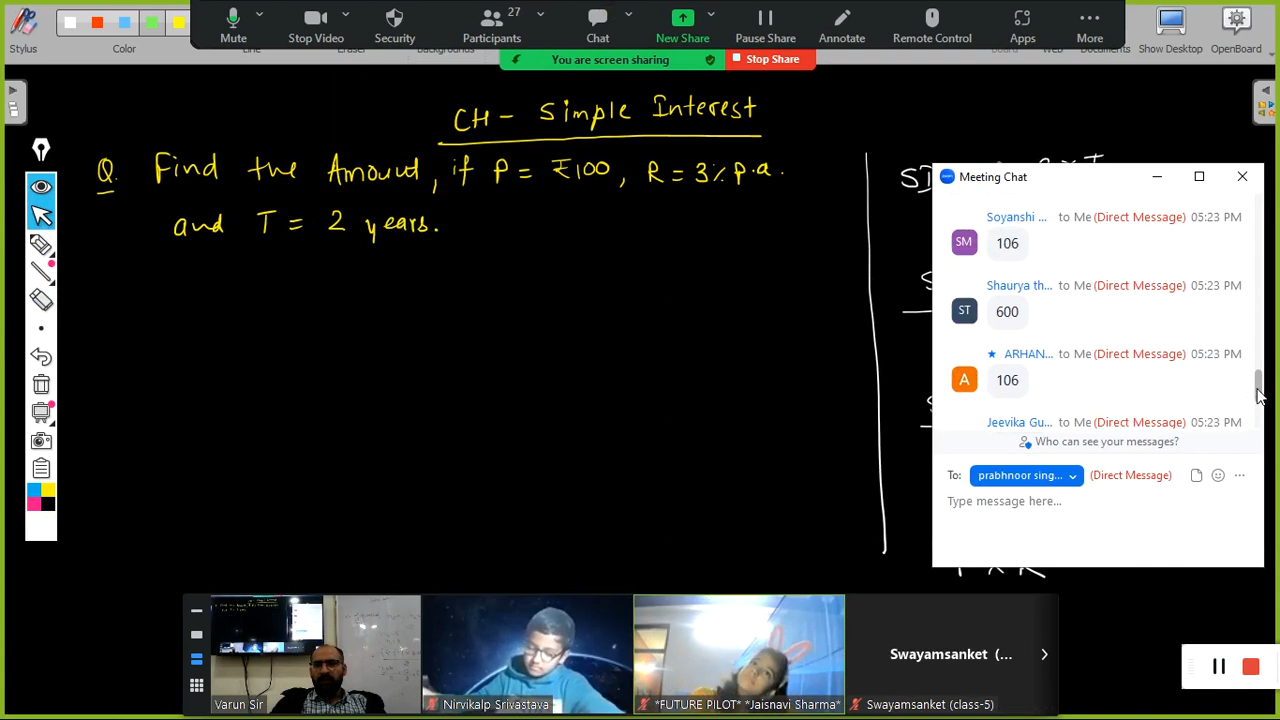 27
Mute
Stop Video
Security
Participants
Chat
New Share
Pause Share
Annotate
Remote Control
Apps
More
Stylus
Color
Show Desktop
OpenBoard
You are screen sharing
Stop Share
CH - Simple Interest
Q. Find the Amount, if P = ₹100, R = 3% p.a.
and T = 2 years.
Meeting Chat
Soyanshi ... to Me (Direct Message) 05:23 PM
SM
106
Shaurya th... to Me (Direct Message) 05:23 PM
ST
600
★ ARHAN... to Me (Direct Message) 05:23 PM
A
106
Jeevika Gu... to Me (Direct Message) 05:23 PM
Who can see your messages?
To: prabhnoor sing... (Direct Message)
Type message here...
P x R
Varun Sir
Nirvikalp Srivastava
*FUTURE PILOT* *Jaisnavi Sharma*
Swayamsanket (...
Swayamsanket (class-5)